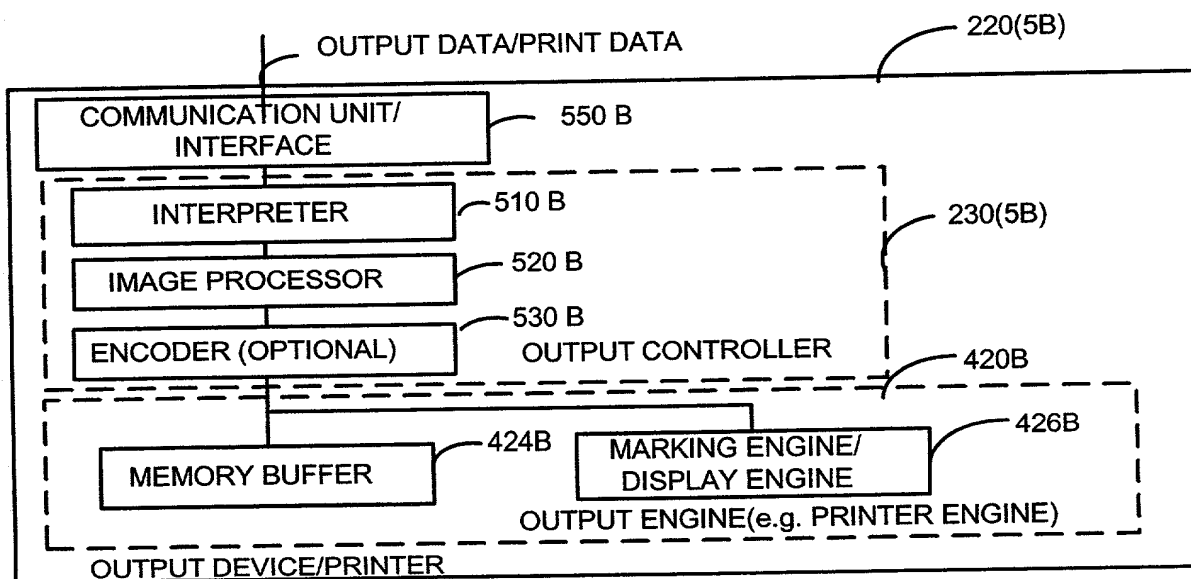 OUTPUT DATA/PRINT DATA
220(5B)
COMMUNICATION UNIT/
INTERFACE
550 B
INTERPRETER
510 B
230(5B)
IMAGE PROCESSOR
520 B
530 B
ENCODER (OPTIONAL)
OUTPUT CONTROLLER
420B
MEMORY BUFFER
424B
MARKING ENGINE/
DISPLAY ENGINE
426B
OUTPUT ENGINE(e.g. PRINTER ENGINE)
OUTPUT DEVICE/PRINTER